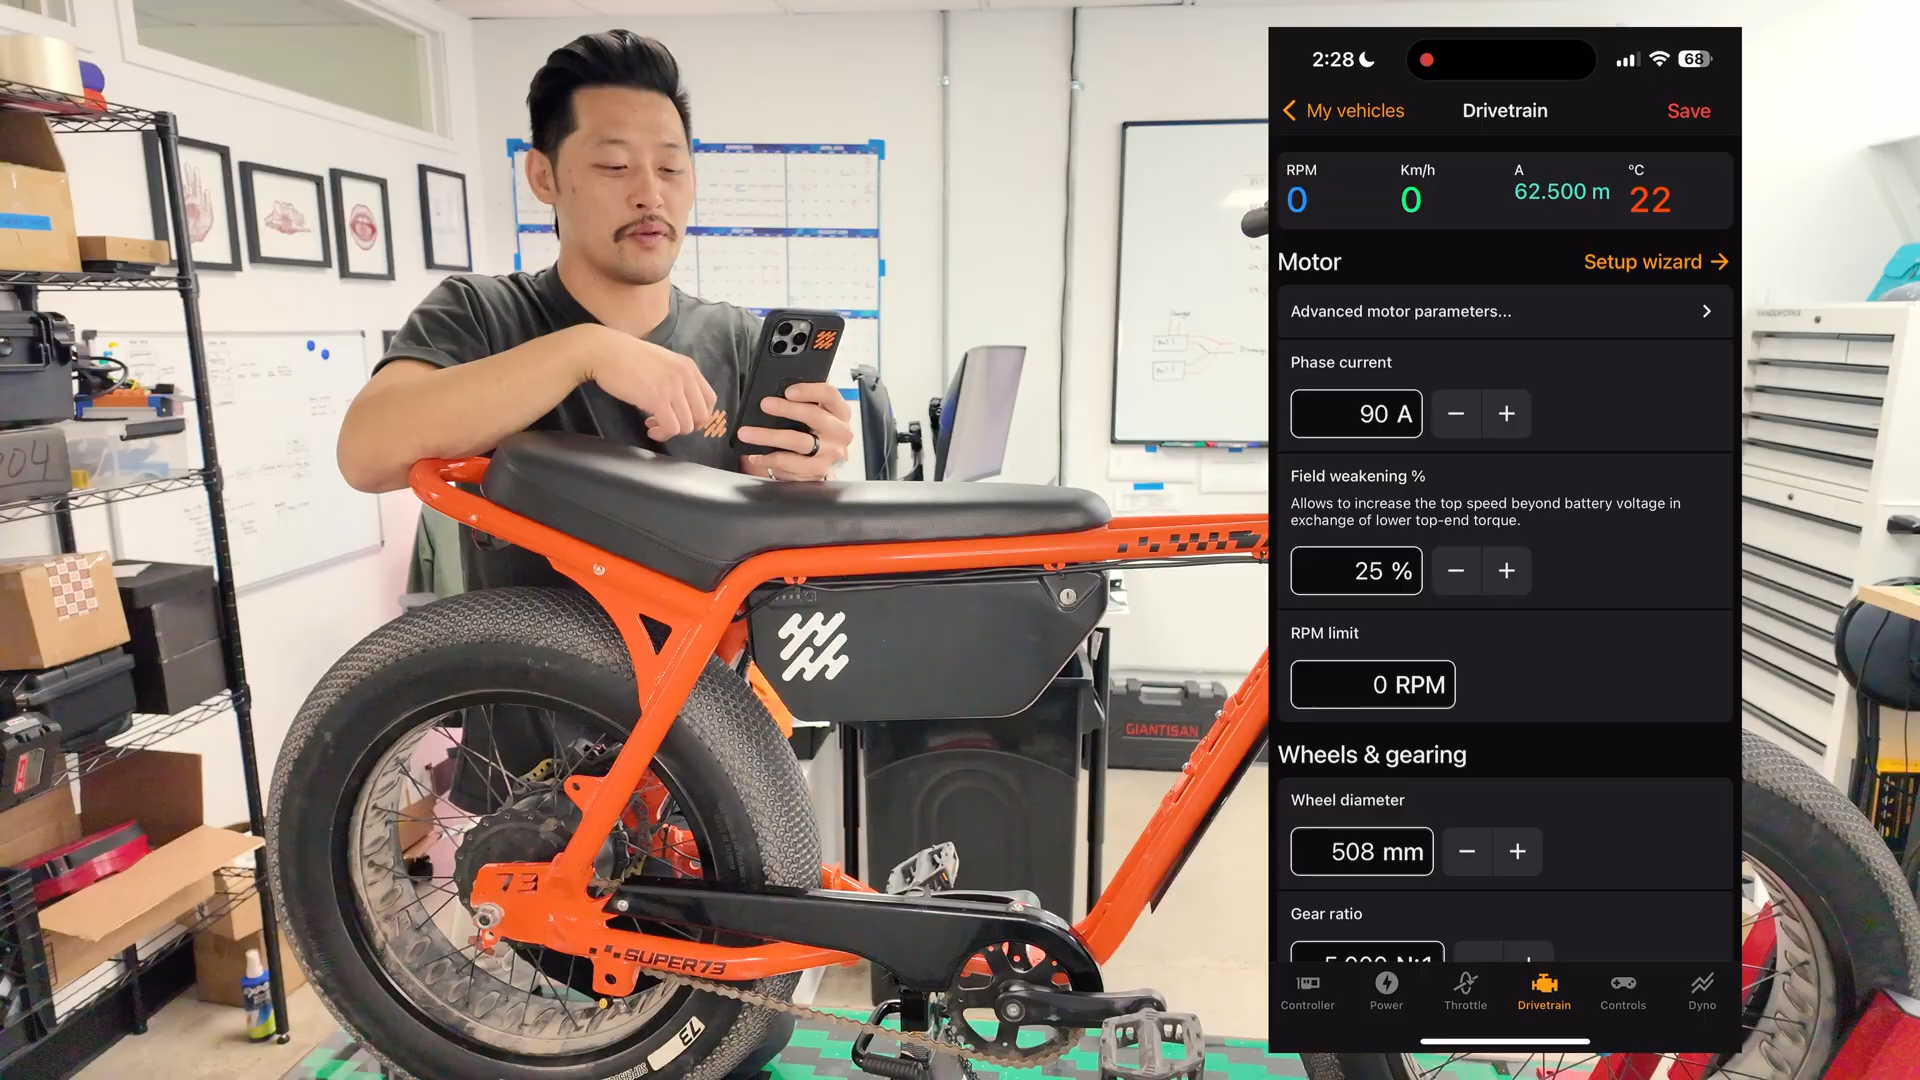 2:28
68
My vehicles
Drivetrain
Save
RPM
Km/h
A
°C
0
0
62.500 m
22
Motor
Setup wizard
Advanced motor parameters...
Phase current
90 A
Field weakening %
Allows to increase the top speed beyond battery voltage in
exchange of lower top-end torque.
25 %
RPM limit
0 RPM
Wheels & gearing
Wheel diameter
508 mm
Gear ratio
Controller
Power
Throttle
Drivetrain
Controls
Dyno
GIANTISAN
73
SUPER73
73